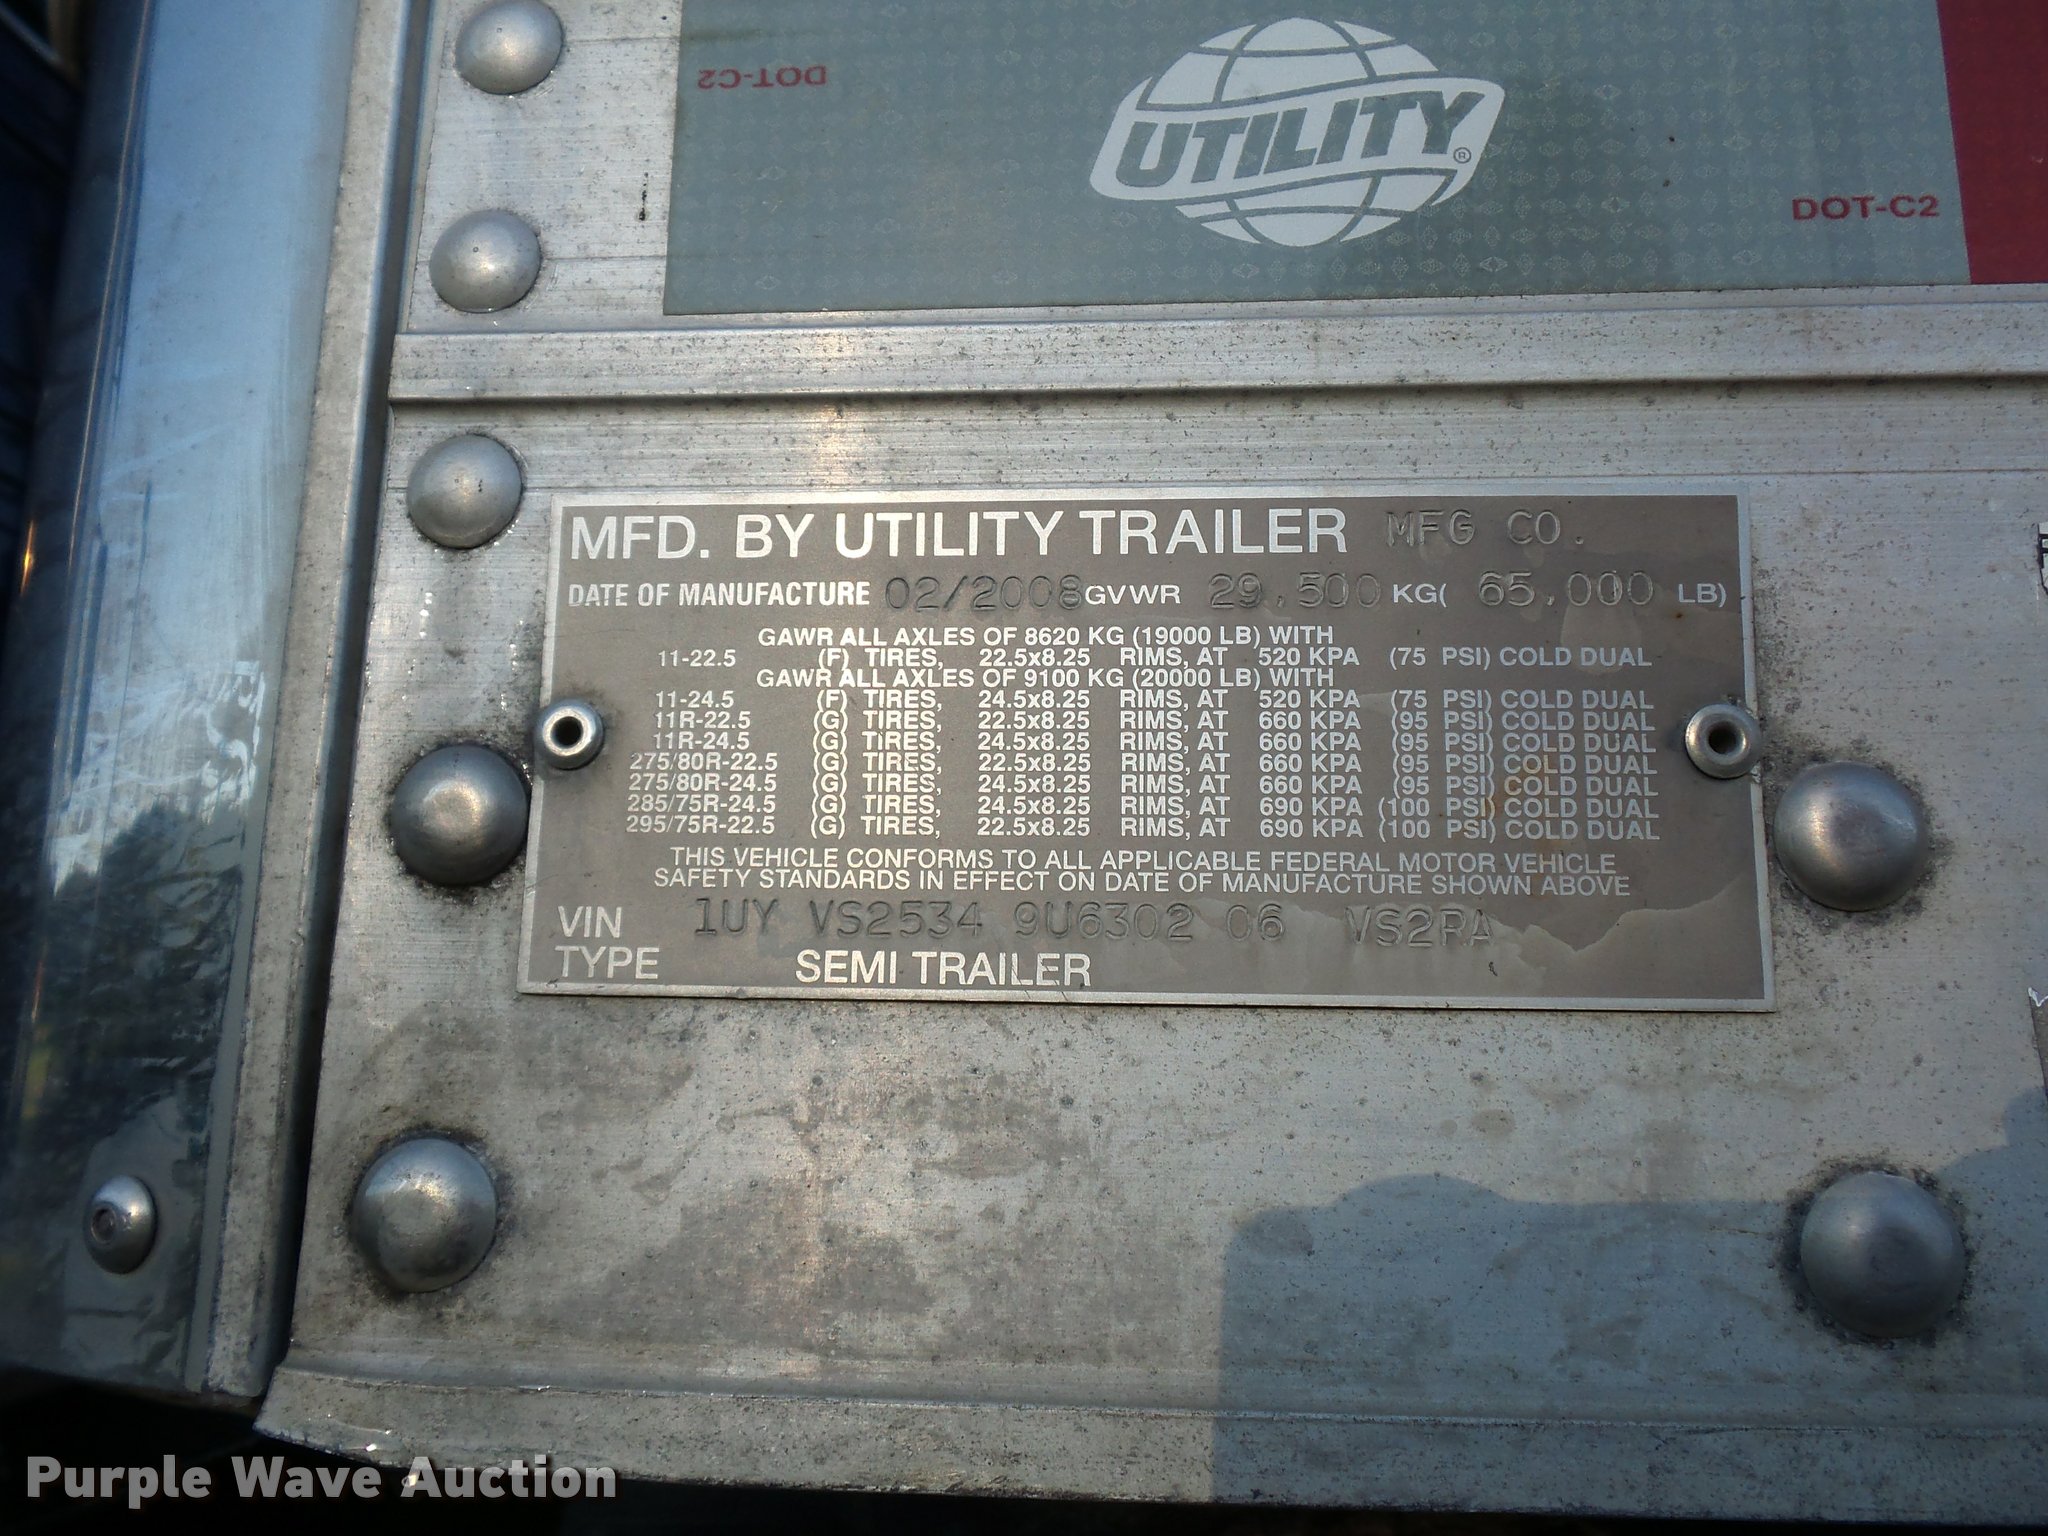 DOT-C2
UTILITY®
DOT-C2
MFD. BY UTILITY TRAILER MFG CO.
DATE OF MANUFACTURE 02/2008 GVWR 29,500 KG( 65,000 LB)
GAWR ALL AXLES OF 8620 KG (19000 LB) WITH
11-22.5 (F) TIRES, 22.5x8.25 RIMS, AT 520 KPA (75 PSI) COLD DUAL
GAWR ALL AXLES OF 9100 KG (20000 LB) WITH
11-24.5 (F) TIRES, 24.5x8.25 RIMS, AT 520 KPA (75 PSI) COLD DUAL
11R-22.5 (G) TIRES, 22.5x8.25 RIMS, AT 660 KPA (95 PSI) COLD DUAL
11R-24.5 (G) TIRES, 24.5x8.25 RIMS, AT 660 KPA (95 PSI) COLD DUAL
275/80R-22.5 (G) TIRES, 22.5x8.25 RIMS, AT 660 KPA (95 PSI) COLD DUAL
275/80R-24.5 (G) TIRES, 24.5x8.25 RIMS, AT 660 KPA (95 PSI) COLD DUAL
285/75R-24.5 (G) TIRES, 24.5x8.25 RIMS, AT 690 KPA (100 PSI) COLD DUAL
295/75R-22.5 (G) TIRES, 22.5x8.25 RIMS, AT 690 KPA (100 PSI) COLD DUAL
THIS VEHICLE CONFORMS TO ALL APPLICABLE FEDERAL MOTOR VEHICLE
SAFETY STANDARDS IN EFFECT ON DATE OF MANUFACTURE SHOWN ABOVE
VIN 1UY VS2534 9U6302 06 VS2RA
TYPE SEMI TRAILER
Purple Wave Auction